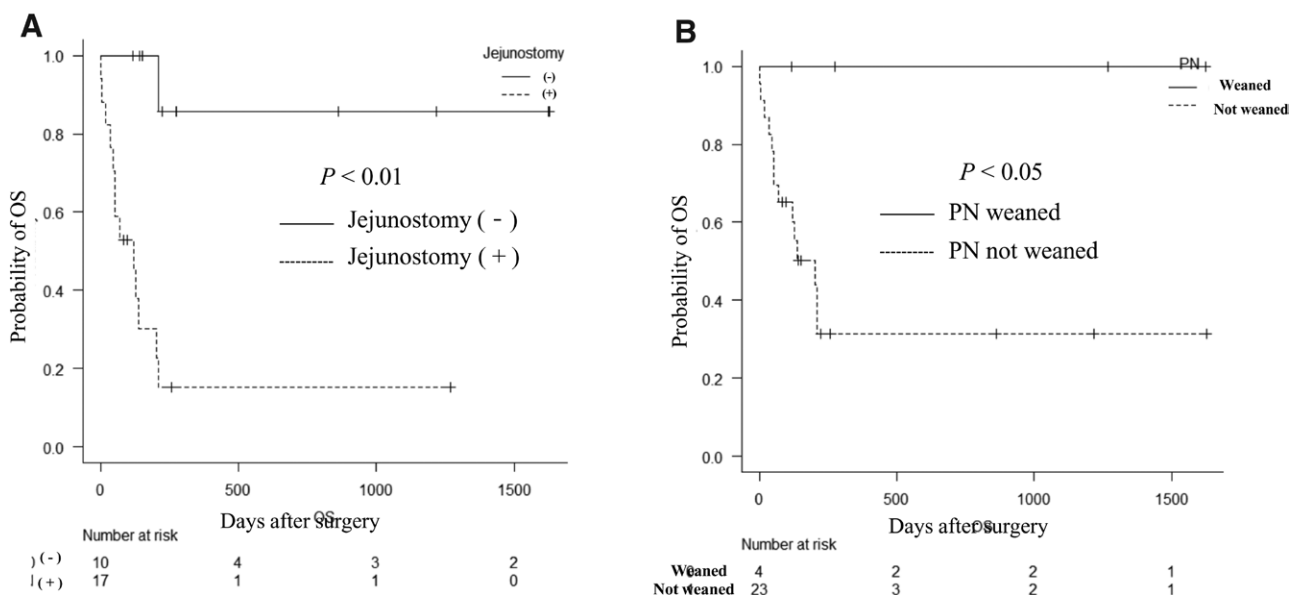 A
Jejunostomy
(-)
(+)
1.0
0.8
0.6
0.4
0.2
0.0
Probability of OS
P < 0.01
Jejunostomy ( - )
Jejunostomy ( + )
0 500 1000 1500
Days after surgery
Number at risk
(-) 10 4 3 2
(+) 17 1 1 0
B
PN
Weaned
Not weaned
1.0
0.8
0.6
0.4
0.2
0.0
Probability of OS
P < 0.05
PN weaned
PN not weaned
0 500 1000 1500
Days after surgery
Number at risk
Weaned 4 2 2 1
Not weaned 23 3 2 1